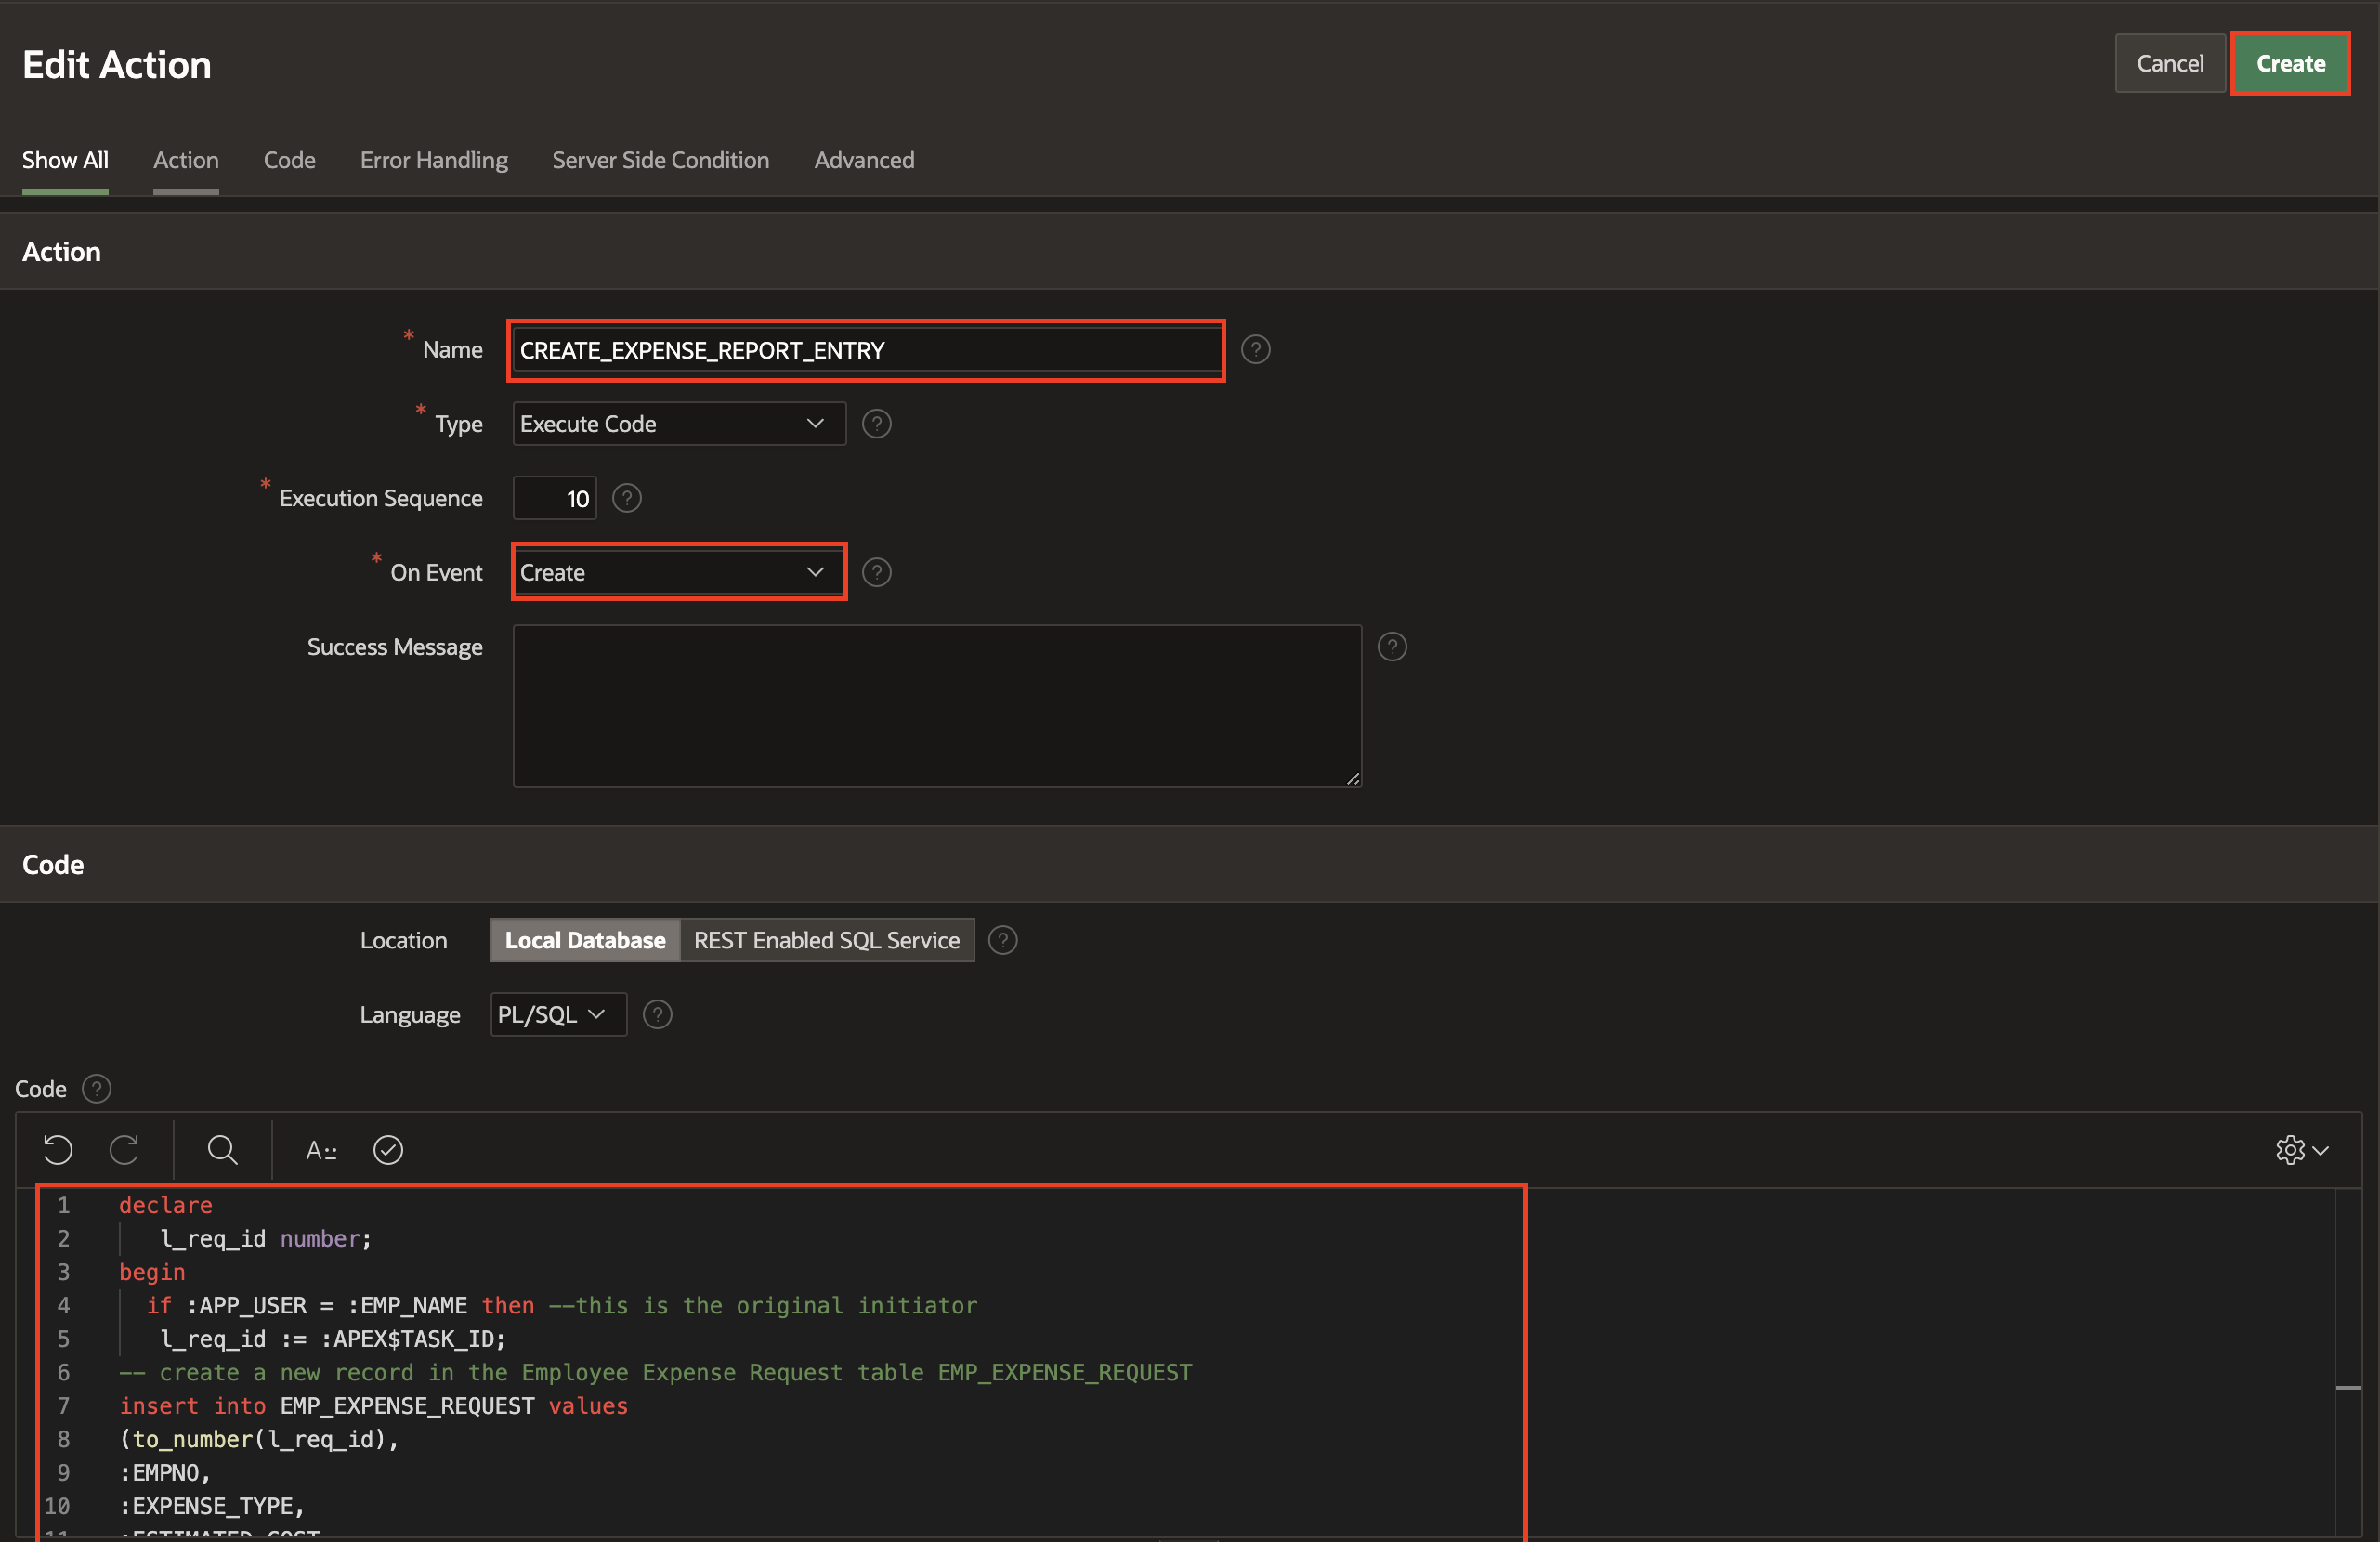 Edit Action
Cancel
Create
Show All
Action
Code
Error Handling
Server Side Condition
Advanced
Action
* Name
CREATE_EXPENSE_REPORT_ENTRY
?
* Type
Execute Code
?
* Execution Sequence
10
?
* On Event
Create
?
Success Message
?
Code
Location
Local Database
REST Enabled SQL Service
?
Language
PL/SQL
?
Code
?
A::
1 declare
2 l_req_id number;
3 begin
4 if :APP_USER = :EMP_NAME then --this is the original initiator
5 l_req_id := :APEX$TASK_ID;
6 -- create a new record in the Employee Expense Request table EMP_EXPENSE_REQUEST
7 insert into EMP_EXPENSE_REQUEST values
8 (to_number(l_req_id),
9 :EMPNO,
10 :EXPENSE_TYPE,
11 :ESTIMATED_COST